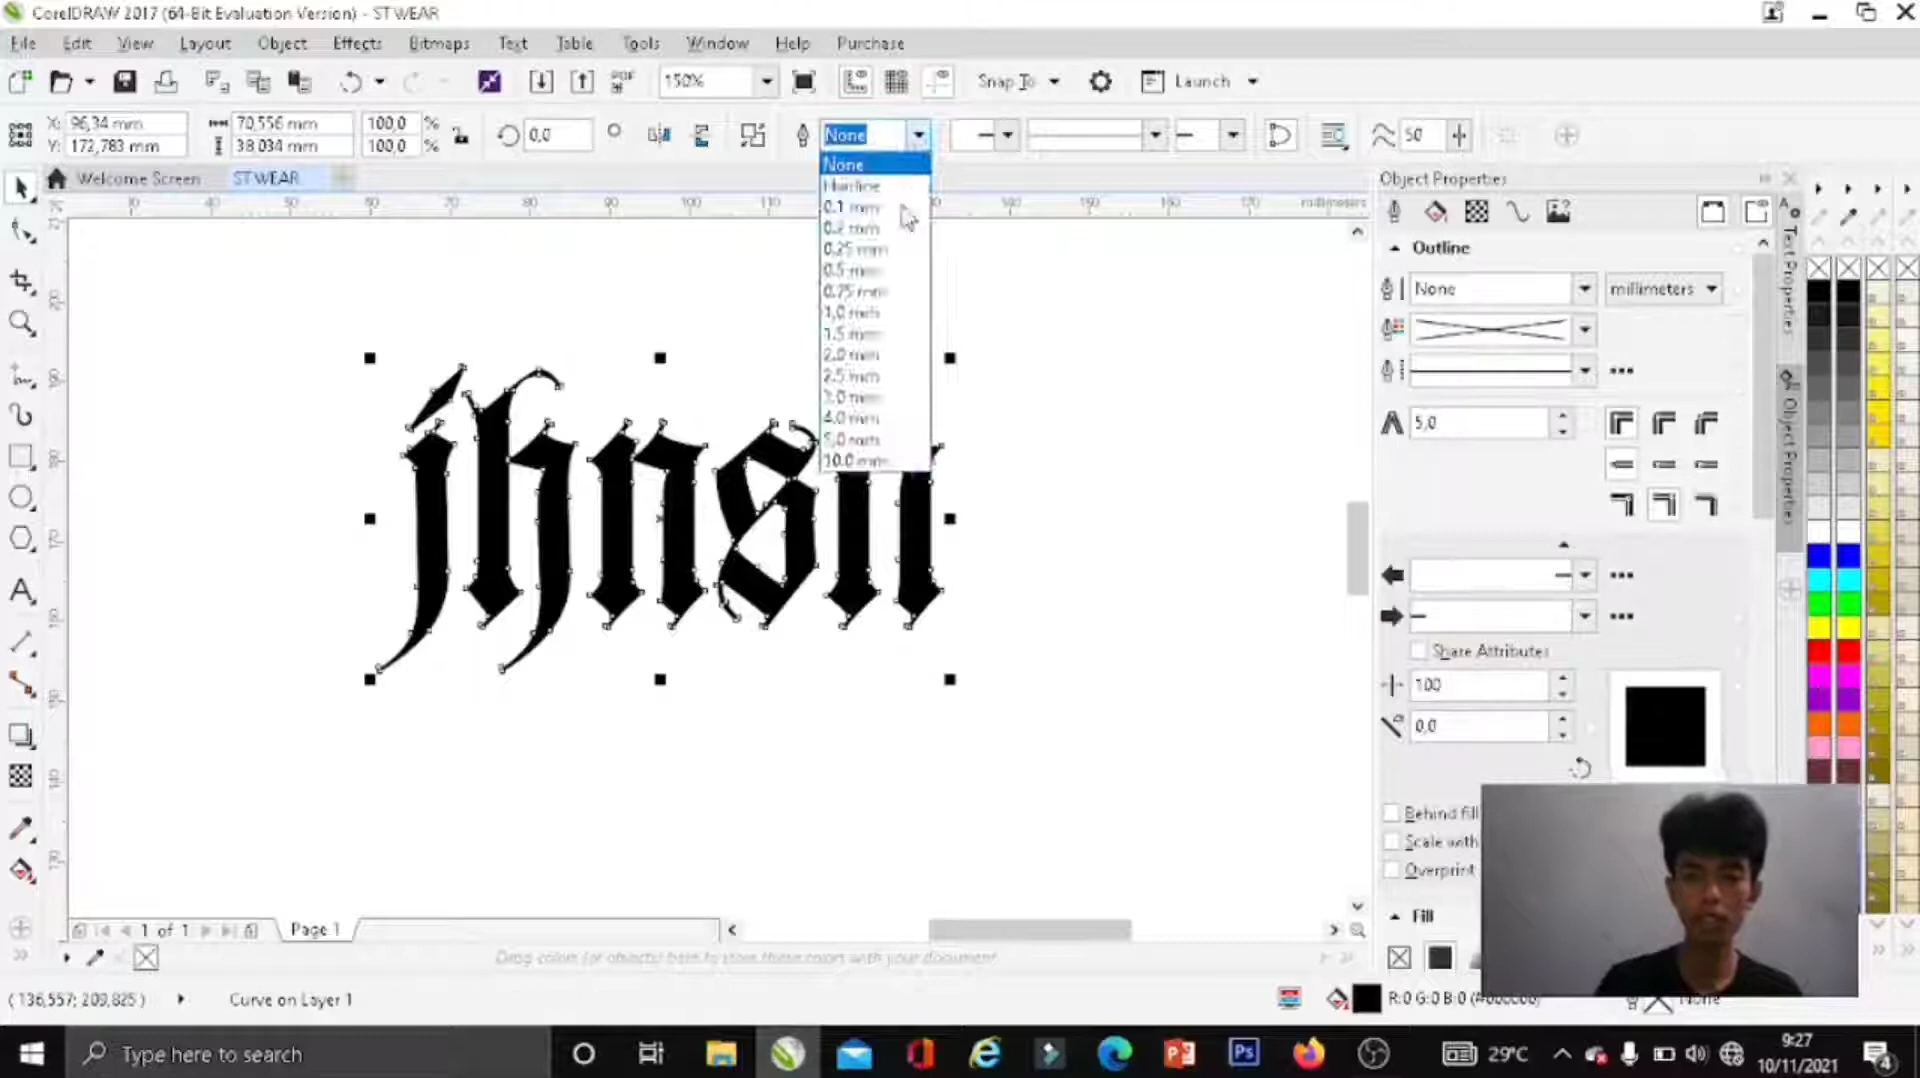 CorelDRAW 2017 (64-Bit Evaluation Version) - STWEAR
File Edit View Layout Object Effects Bitmaps Text Table Tools Window Help Purchase
150% Snap To Launch
X: 96,34 mm 70,556 mm 100,0 % 0,0 None 50
Y: 172,783 mm 38,034 mm 100,0 %
Welcome Screen STWEAR
millimeters
None
Hairline
0.1 mm
0.2 mm
0.25 mm
0.5 mm
0.75 mm
1.0 mm
1.5 mm
2.0 mm
2.5 mm
3.0 mm
4.0 mm
5.0 mm
10.0 mm
jhnsn
Object Properties
Outline
None millimeters
5,0
Share Attributes
100
0,0
Behind fill
Scale with
Overprint
Fill
Text Properties
Object Properties
1 of 1 Page 1
Drag colors (or objects) here to store these colors with your document
(136,557; 209,825) Curve on Layer 1 R:0 G:0 B:0 (#000000) None
Type here to search 29°C 9:27
10/11/2021 4